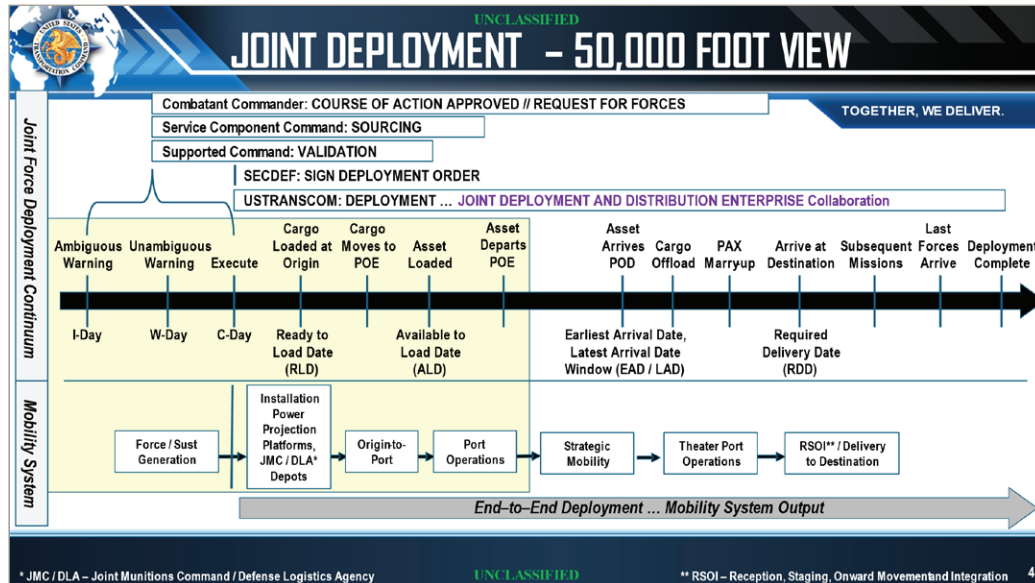 UNCLASSIFIED
JOINT DEPLOYMENT – 50,000 FOOT VIEW
UNITED STATES
TRANSPORTATION COMMAND
TOGETHER, WE DELIVER.
Joint Force Deployment Continuum
Combatant Commander: COURSE OF ACTION APPROVED // REQUEST FOR FORCES
Service Component Command: SOURCING
Supported Command: VALIDATION
SECDEF: SIGN DEPLOYMENT ORDER
USTRANSCOM: DEPLOYMENT ... JOINT DEPLOYMENT AND DISTRIBUTION ENTERPRISE Collaboration
Ambiguous
Warning
Unambiguous
Warning
Execute
Cargo
Loaded at
Origin
Cargo
Moves to
POE
Asset
Loaded
Asset
Departs
POE
Asset
Arrives
POD
Cargo
Offload
PAX
Marry-up
Arrive at
Destination
Subsequent
Missions
Last
Forces
Arrive
Deployment
Complete
I-Day
W-Day
C-Day
Ready to
Load Date
(RLD)
Available to
Load Date
(ALD)
Earliest Arrival Date,
Latest Arrival Date
Window (EAD / LAD)
Required
Delivery Date
(RDD)
Mobility System
Force / Sust
Generation
Installation
Power
Projection
Platforms,
JMC / DLA*
Depots
Origin-to-
Port
Port
Operations
Strategic
Mobility
Theater Port
Operations
RSOI** / Delivery
to Destination
End–to–End Deployment ... Mobility System Output
* JMC / DLA – Joint Munitions Command / Defense Logistics Agency
UNCLASSIFIED
** RSOI – Reception, Staging, Onward Movementand Integration
4